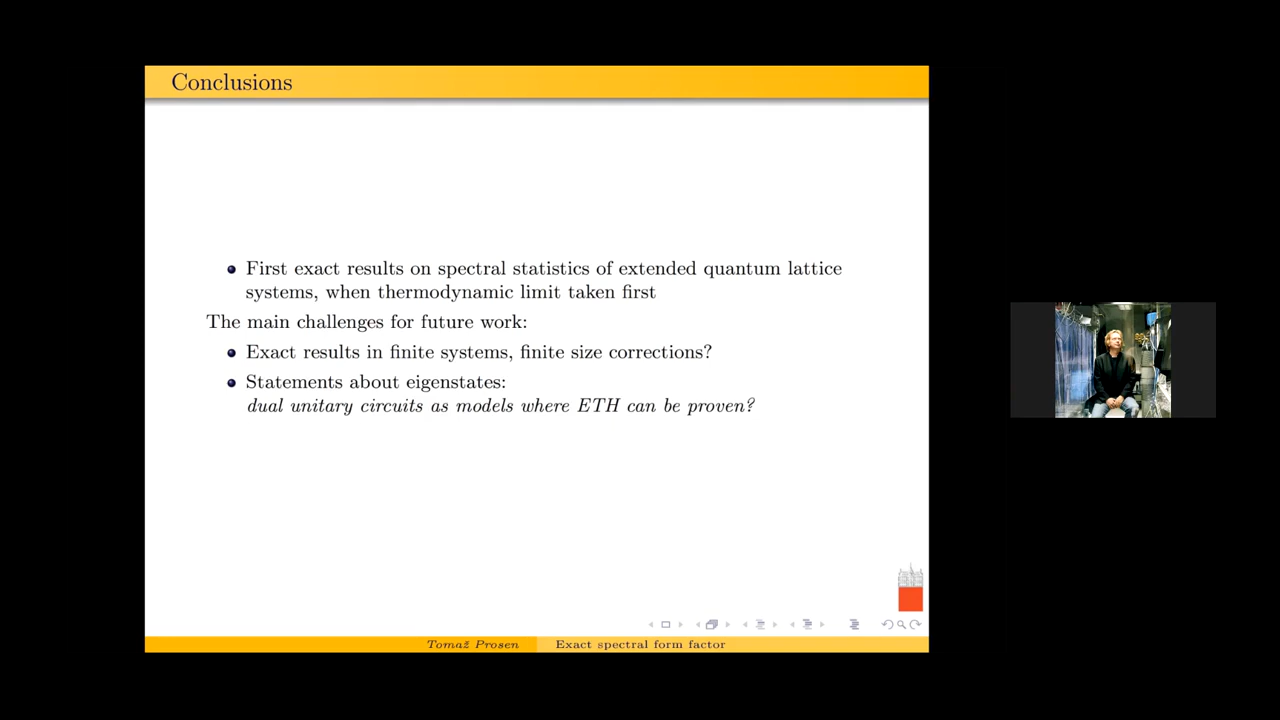 Conclusions
First exact results on spectral statistics of extended quantum lattice
systems, when thermodynamic limit taken first
The main challenges for future work:
Exact results in finite systems, finite size corrections?
Statements about eigenstates:
dual unitary circuits as models where ETH can be proven?
Tomaž Prosen
Exact spectral form factor